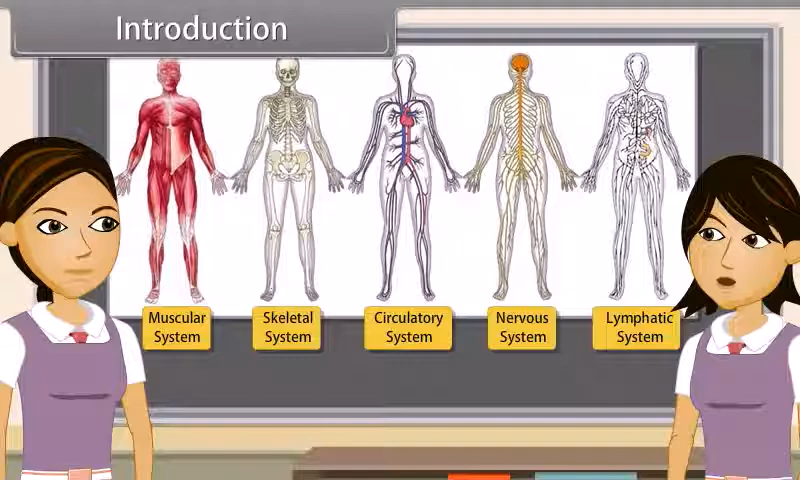 Introduction
Muscular
System
Skeletal
System
Circulatory
System
Nervous
System
Lymphatic
System